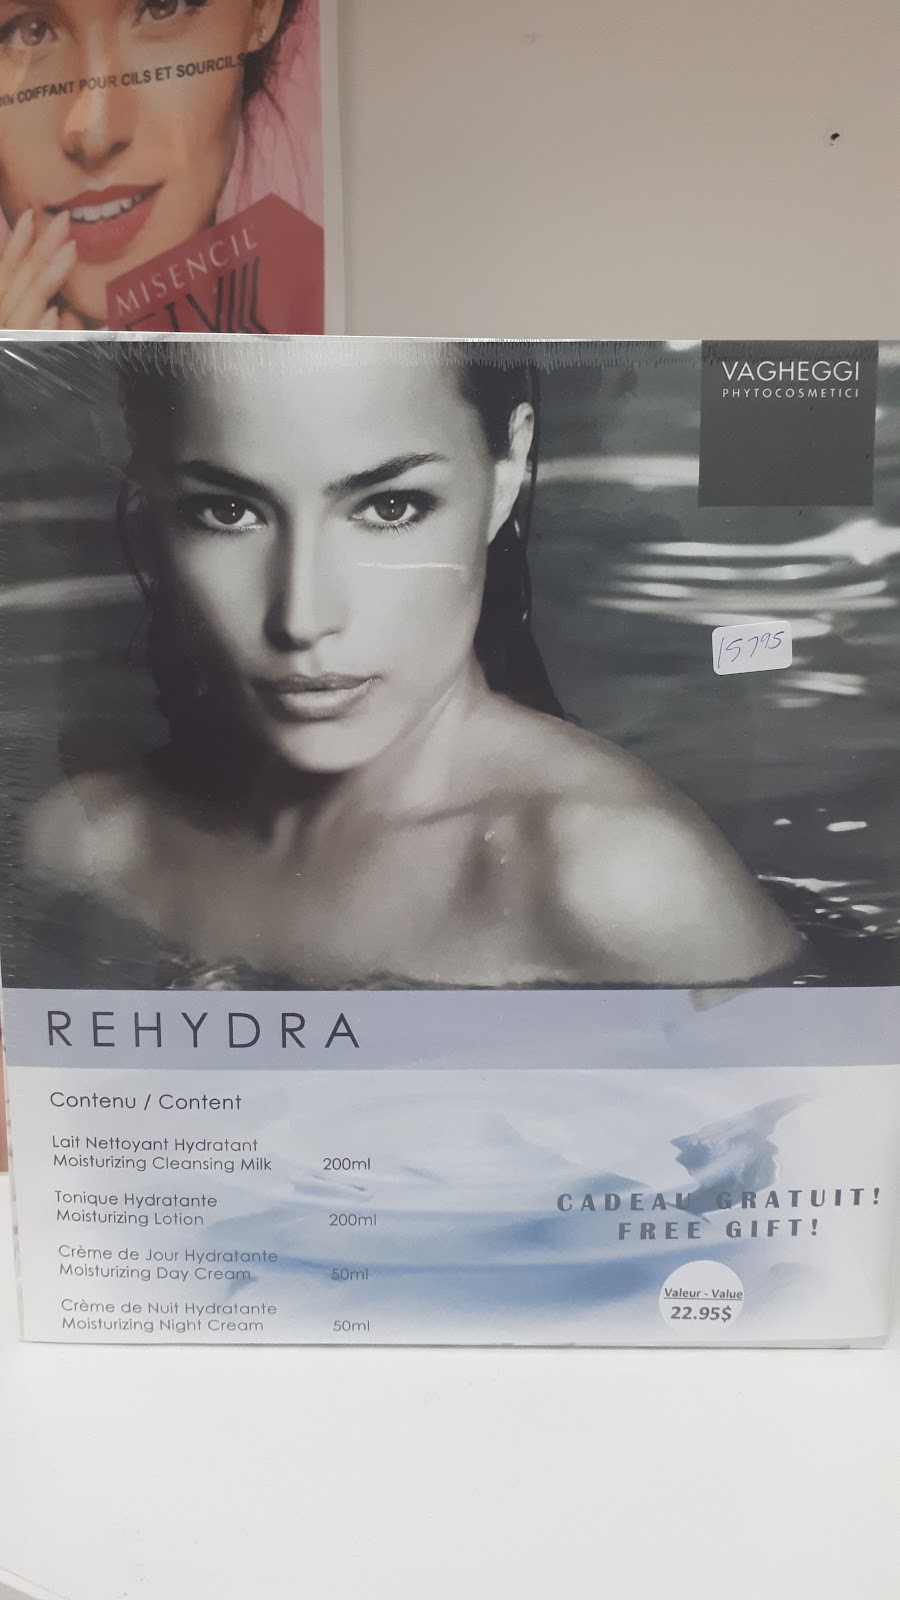 IN COIFFANT POUR CILS ET SOURCILS
MISENCIL
VAGHEGGI
PHYTOCOSMETICI
15795
REHYDRA
Contenu / Content
Lait Nettoyant Hydratant
Moisturizing Cleansing Milk 200ml
Tonique Hydratante
Moisturizing Lotion 200ml
Crème de Jour Hydratante
Moisturizing Day Cream 50ml
Crème de Nuit Hydratante
Moisturizing Night Cream 50ml
CADEAU GRATUIT!
FREE GIFT!
Valeur - Value
22.95$